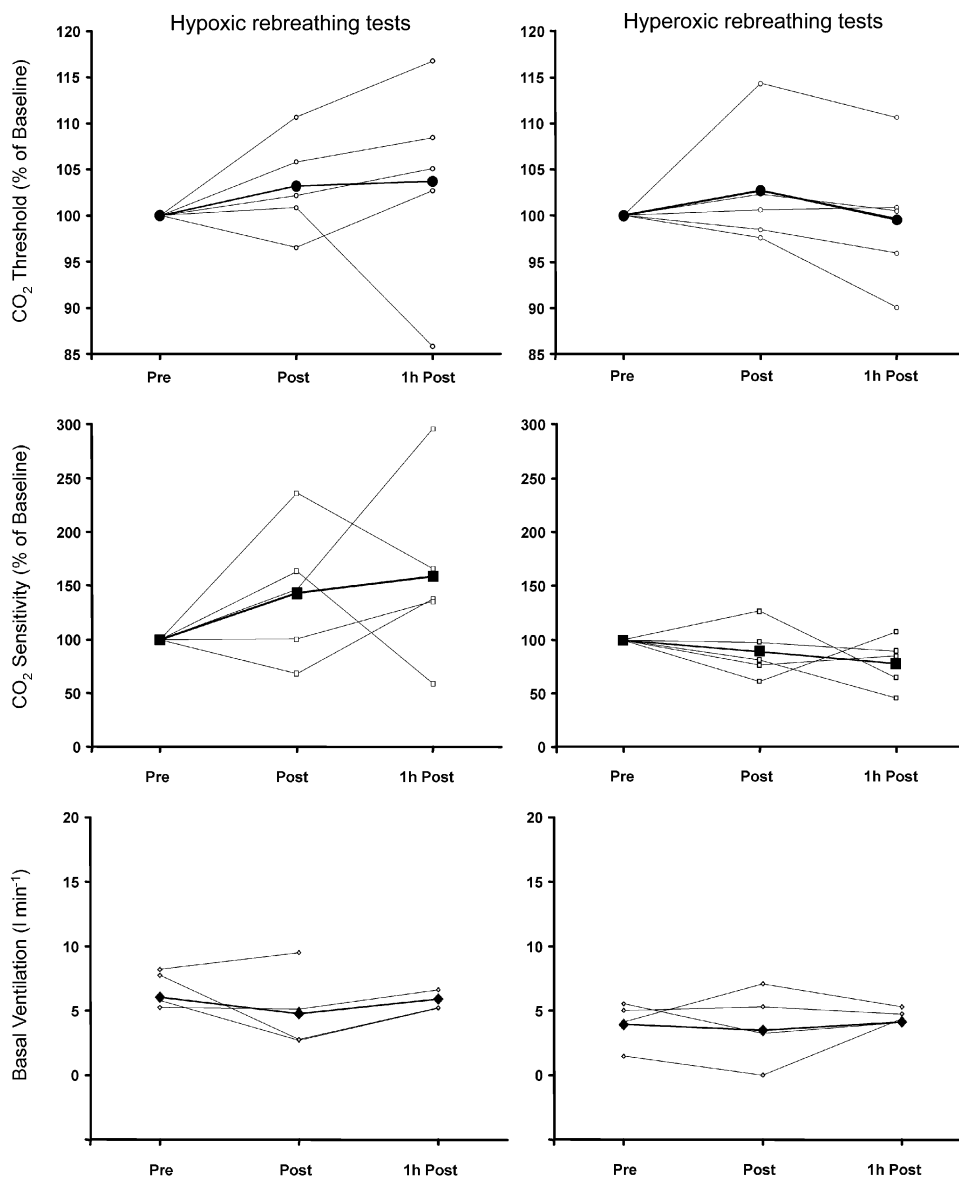 Hypoxic rebreathing tests
Hyperoxic rebreathing tests
CO2 Threshold (% of Baseline)
120
115
110
105
100
95
90
85
Pre
Post
1h Post
120
115
110
105
100
95
90
85
Pre
Post
1h Post
CO2 Sensitivity (% of Baseline)
300
250
200
150
100
50
0
Pre
Post
1h Post
300
250
200
150
100
50
0
Pre
Post
1h Post
Basal Ventilation (l min-1)
20
15
10
5
0
Pre
Post
1h Post
20
15
10
5
0
Pre
Post
1h Post